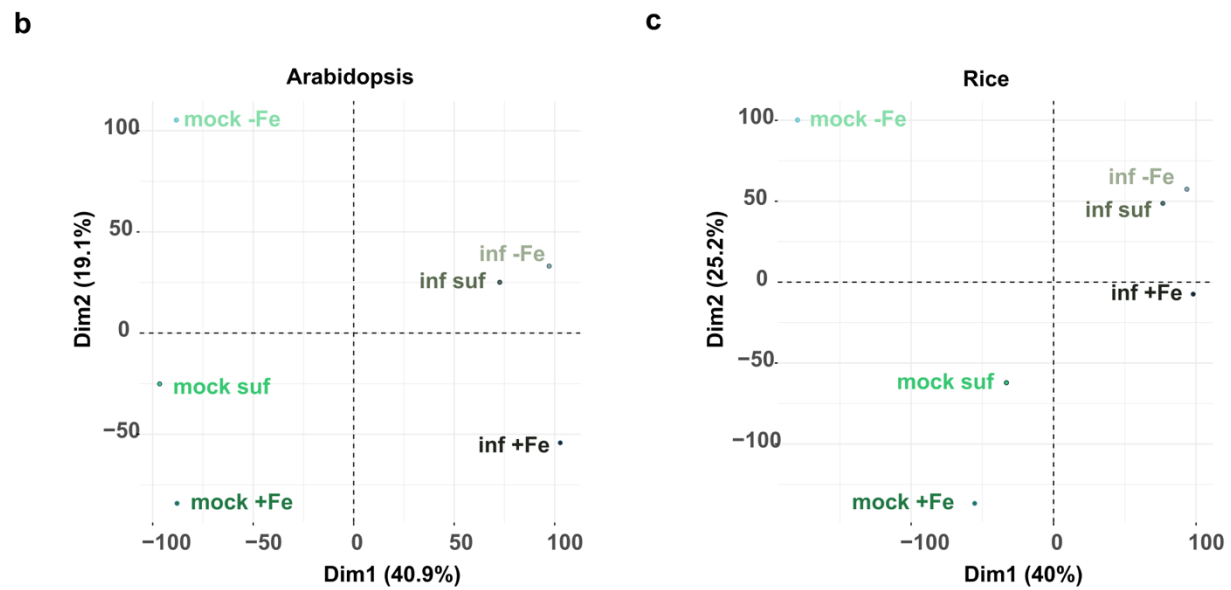 b
Arabidopsis
Dim2 (19.1%)
100
50
0
−50
mock -Fe
inf -Fe
inf suf
mock suf
inf +Fe
mock +Fe
−100
−50
0
50
100
Dim1 (40.9%)
c
Rice
Dim2 (25.2%)
100
50
0
−50
−100
mock -Fe
inf -Fe
inf suf
inf +Fe
mock suf
mock +Fe
−100
0
100
Dim1 (40%)